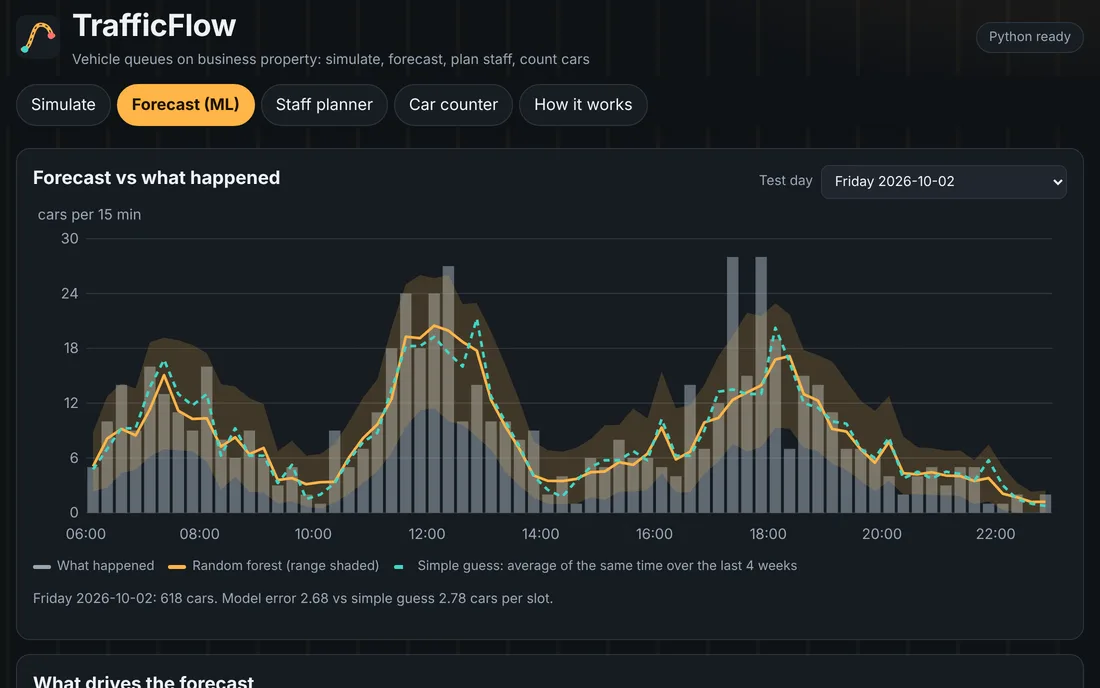 TrafficFlow
Vehicle queues on business property: simulate, forecast, plan staff, count cars
Python ready
Simulate
Forecast (ML)
Staff planner
Car counter
How it works
Forecast vs what happened
Test day
Friday 2026-10-02
cars per 15 min
30
24
18
12
6
0
06:00 08:00 10:00 12:00 14:00 16:00 18:00 20:00 22:00
What happened
Random forest (range shaded)
Simple guess: average of the same time over the last 4 weeks
Friday 2026-10-02: 618 cars. Model error 2.68 vs simple guess 2.78 cars per slot.
What drives the forecast